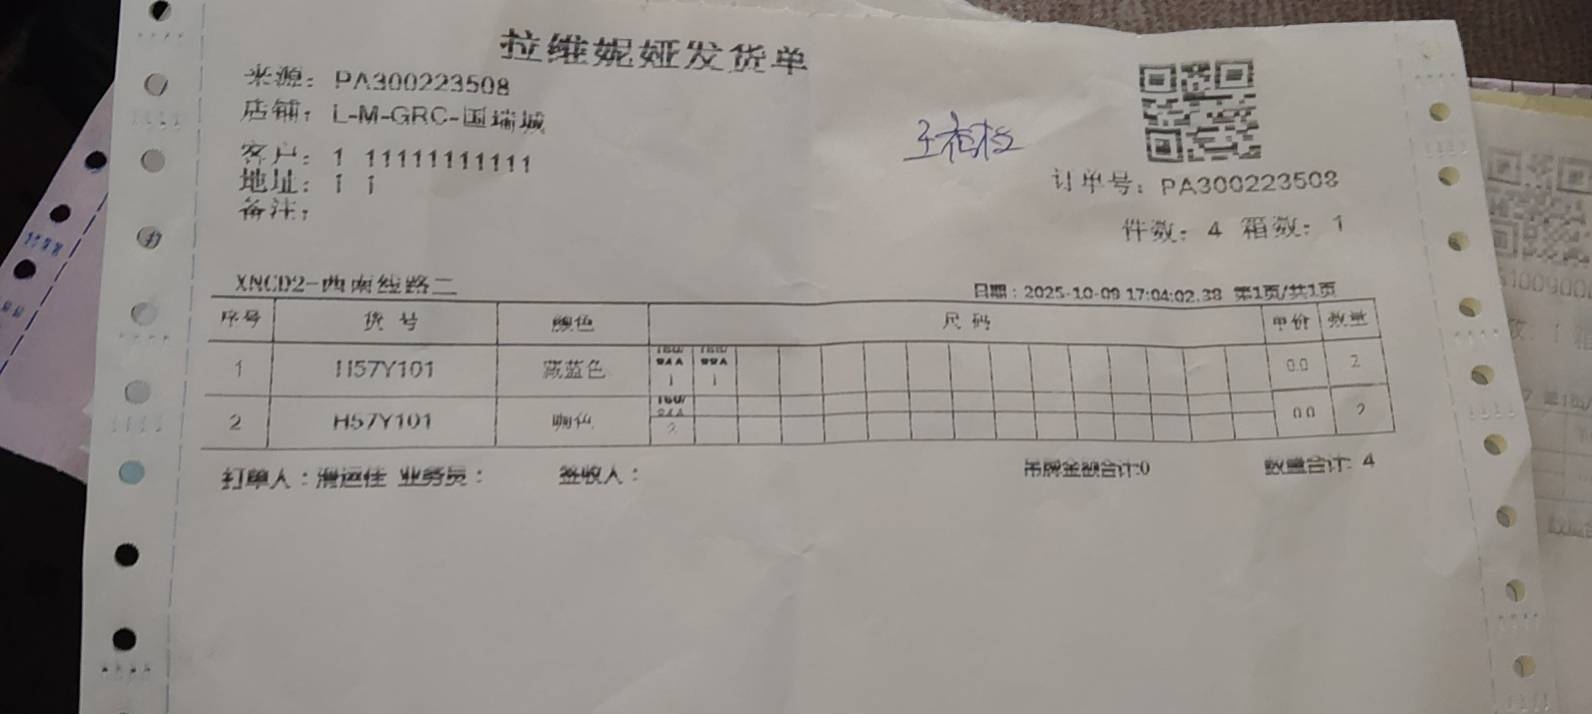 拉维妮娅发货单
来源：PA300223508
店铺：L-M-GRC-国瑞城
客户：1 11111111111
地址：1 1
备注：
订单号：PA300223508
件数：4 箱数：1
XNCD2-西南线路二
日期：2025-10-09 17:04:02.38 第1页/共1页
序号 货号 颜色 尺码 单价 数量
1 H57Y101 藏蓝色 1 1 0.0 2
2 H57Y101 咖色 160/ 84A 2 0.0 2
打单人： 业务员： 签收人： 吊牌金额合计:0 数量合计: 4